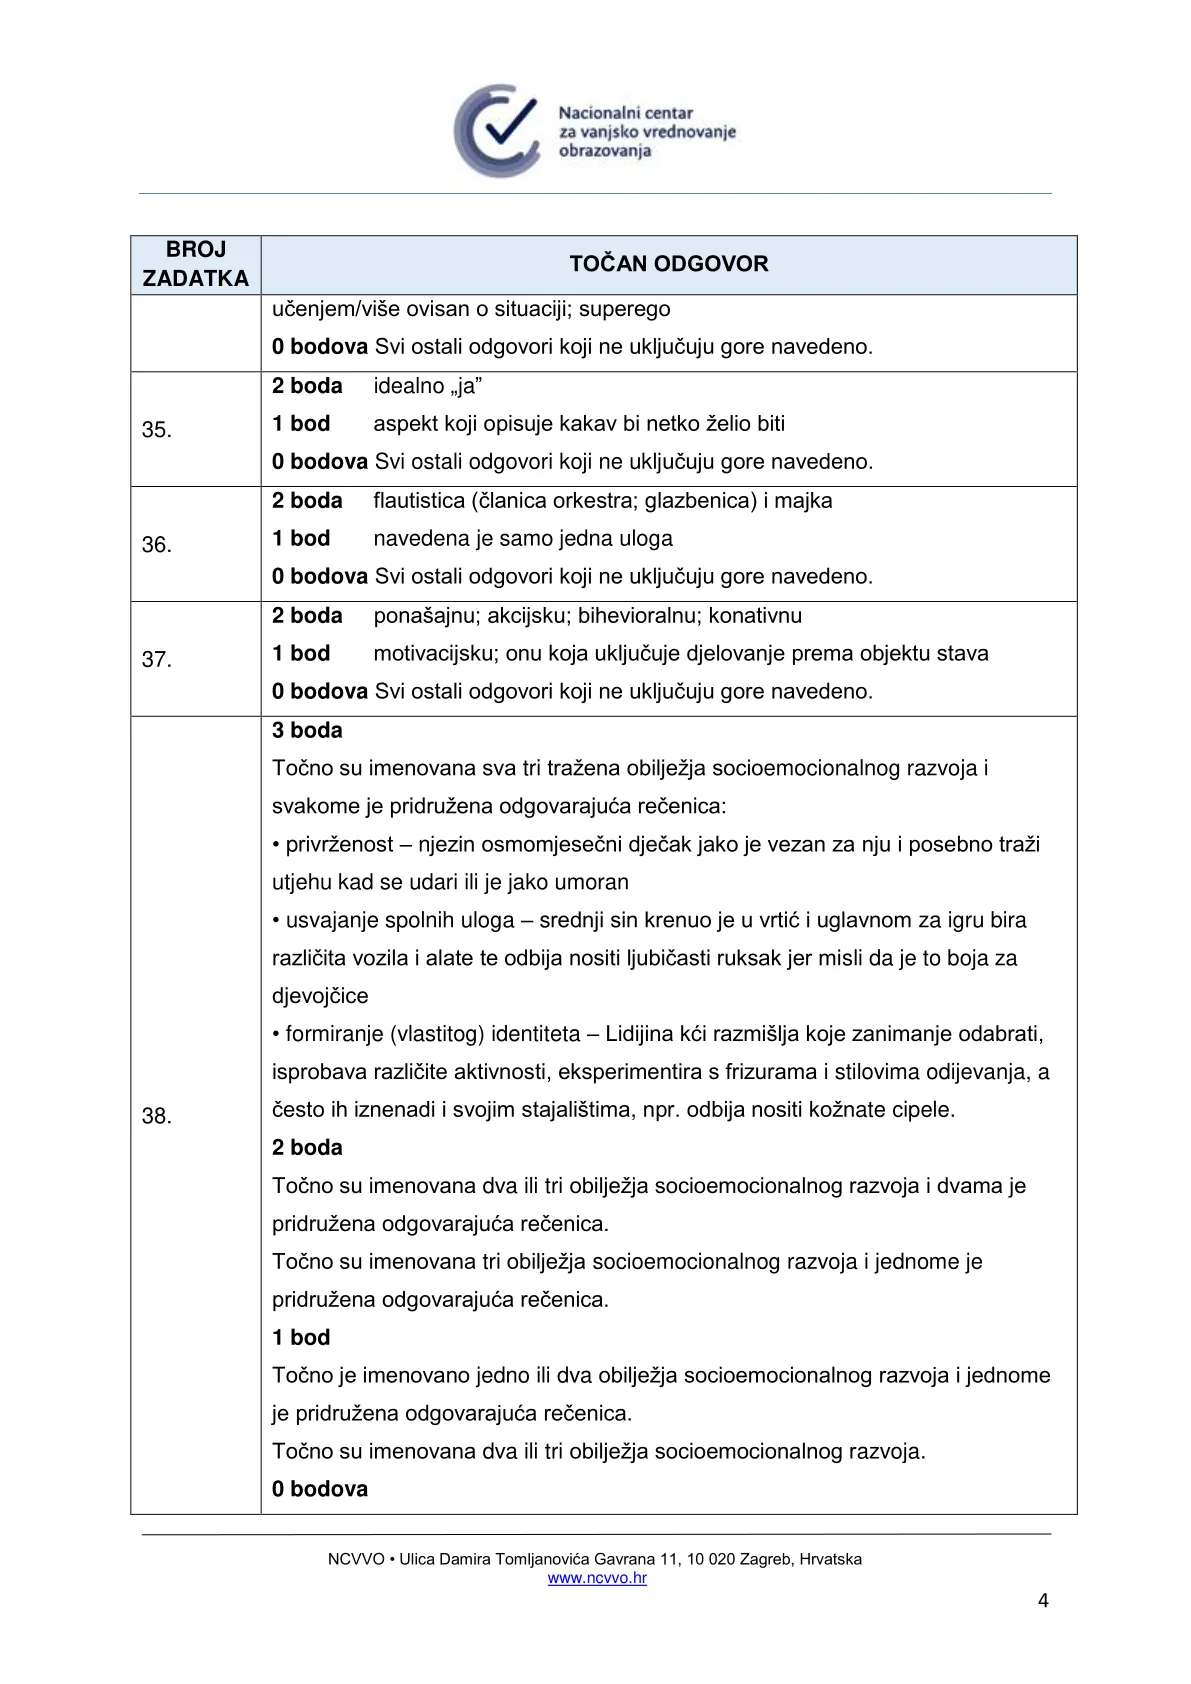 Nacionalni centar
za vanjsko vrednovanje
obrazovanja
BROJ
ZADATKA
TOČAN ODGOVOR
učenjem/više ovisan o situaciji; superego
0 bodova Svi ostali odgovori koji ne uključuju gore navedeno.
35.
2 boda idealno „ja”
1 bod aspekt koji opisuje kakav bi netko želio biti
0 bodova Svi ostali odgovori koji ne uključuju gore navedeno.
36.
2 boda flautistica (članica orkestra; glazbenica) i majka
1 bod navedena je samo jedna uloga
0 bodova Svi ostali odgovori koji ne uključuju gore navedeno.
37.
2 boda ponašajnu; akcijsku; bihevioralnu; konativnu
1 bod motivacijsku; onu koja uključuje djelovanje prema objektu stava
0 bodova Svi ostali odgovori koji ne uključuju gore navedeno.
38.
3 boda
Točno su imenovana sva tri tražena obilježja socioemocionalnog razvoja i
svakome je pridružena odgovarajuća rečenica:
• privrženost – njezin osmomjesečni dječak jako je vezan za nju i posebno traži
utjehu kad se udari ili je jako umoran
• usvajanje spolnih uloga – srednji sin krenuo je u vrtić i uglavnom za igru bira
različita vozila i alate te odbija nositi ljubičasti ruksak jer misli da je to boja za
djevojčice
• formiranje (vlastitog) identiteta – Lidijina kći razmišlja koje zanimanje odabrati,
isprobava različite aktivnosti, eksperimentira s frizurama i stilovima odijevanja, a
često ih iznenadi i svojim stajalištima, npr. odbija nositi kožnate cipele.
2 boda
Točno su imenovana dva ili tri obilježja socioemocionalnog razvoja i dvama je
pridružena odgovarajuća rečenica.
Točno su imenovana tri obilježja socioemocionalnog razvoja i jednome je
pridružena odgovarajuća rečenica.
1 bod
Točno je imenovano jedno ili dva obilježja socioemocionalnog razvoja i jednome
je pridružena odgovarajuća rečenica.
Točno su imenovana dva ili tri obilježja socioemocionalnog razvoja.
0 bodova
NCVVO • Ulica Damira Tomljanovića Gavrana 11, 10 020 Zagreb, Hrvatska
www.ncvvo.hr
4